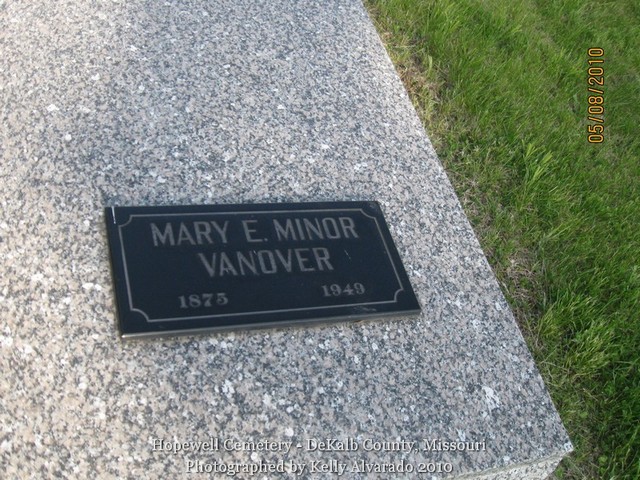 05/08/2010
MARY E. MINOR
VANOVER
1875 1949
Hopewell Cemetery - DeKalb County, Missouri
Photographed by Kelly Alvarado 2010